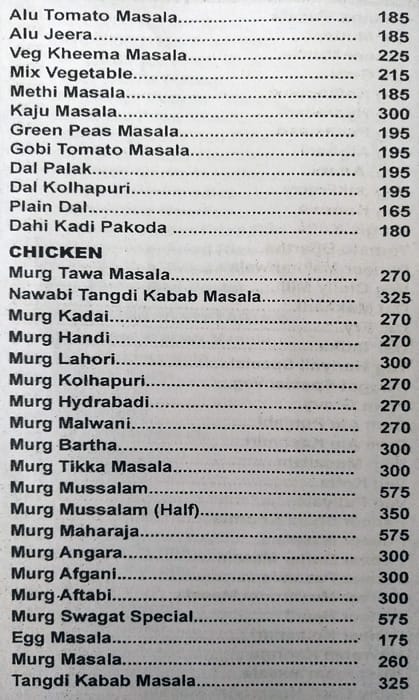 Alu Tomato Masala............................................ 185
Alu Jeera............................................................ 185
Veg Kheema Masala......................................... 225
Mix Vegetable.................................................... 215
Methi Masala...................................................... 185
Kaju Masala........................................................ 300
Green Peas Masala............................................ 195
Gobi Tomato Masala.......................................... 195
Dal Palak............................................................. 195
Dal Kolhapuri...................................................... 195
Plain Dal.............................................................. 165
Dahi Kadi Pakoda .............................................. 180
CHICKEN
Murg Tawa Masala.............................................. 270
Nawabi Tangdi Kabab Masala........................... 325
Murg Kadai.......................................................... 270
Murg Handi.......................................................... 270
Murg Lahori......................................................... 300
Murg Kolhapuri................................................... 270
Murg Hydrabadi.................................................. 270
Murg Malwani...................................................... 270
Murg Bartha......................................................... 300
Murg Tikka Masala.............................................. 300
Murg Mussalam................................................... 575
Murg Mussalam (Half)......................................... 350
Murg Maharaja..................................................... 575
Murg Angara........................................................ 300
Murg Afgani......................................................... 300
Murg Aftabi.......................................................... 300
Murg Swagat Special.......................................... 575
Egg Masala........................................................... 175
Murg Masala......................................................... 260
Tangdi Kabab Masala.......................................... 325